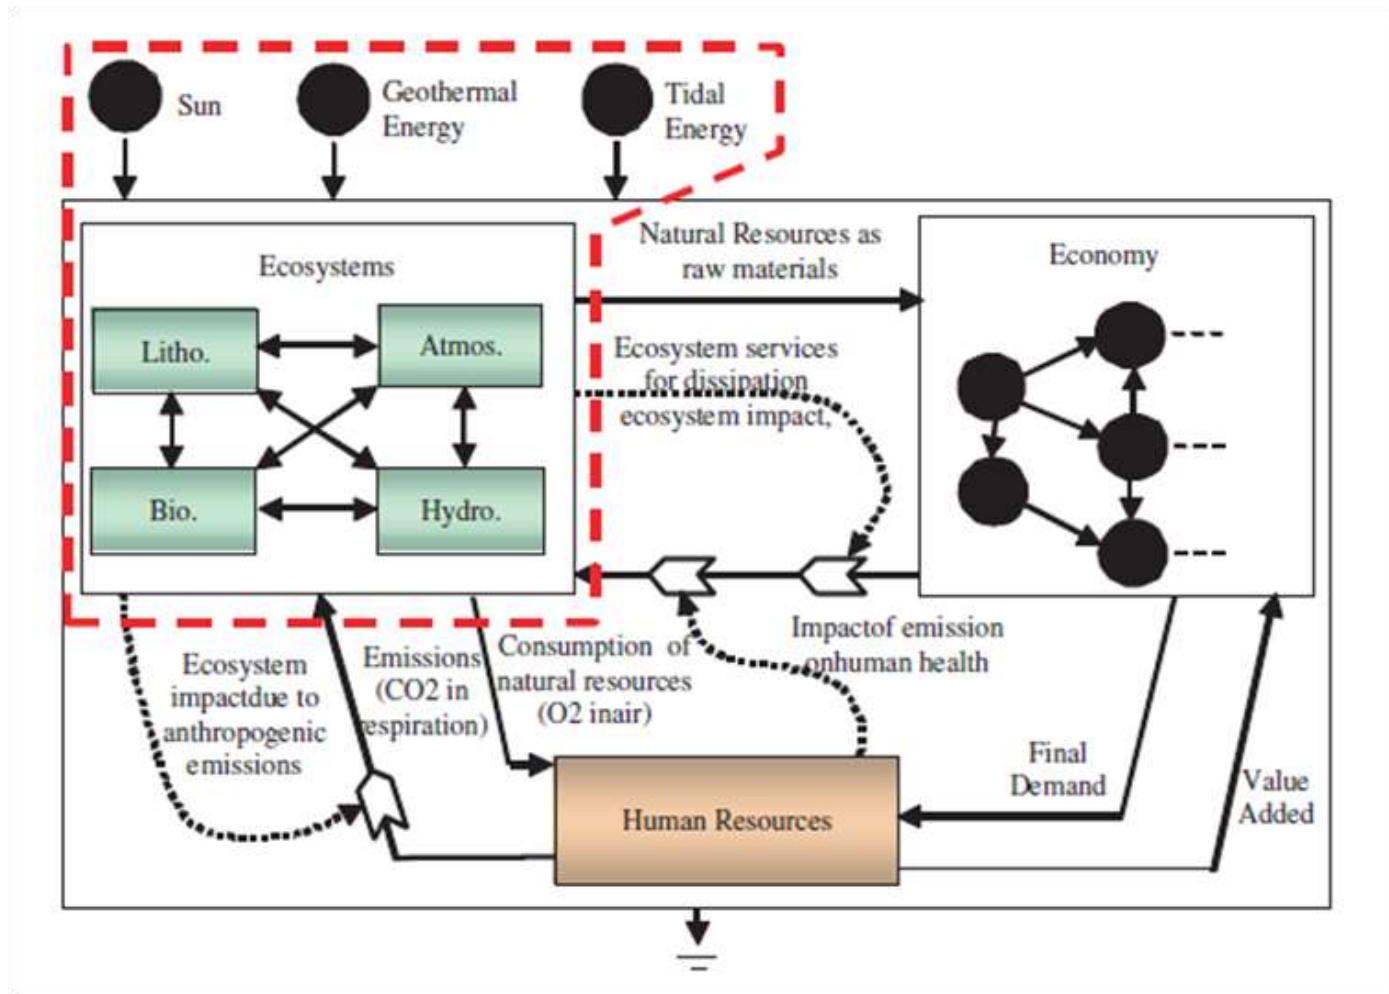 Sun
Geothermal
Energy
Tidal
Energy
Ecosystems
Litho.
Atmos.
Bio.
Hydro.
Natural Resources as
raw materials
Economy
Ecosystem services
for dissipation
ecosystem impact,
Impactof emission
onhuman health
Ecosystem
impactdue to
anthropogenic
emissions
Emissions
(CO2 in
espiration)
Consumption of
natural resources
(O2 inair)
Human Resources
Final
Demand
Value
Added